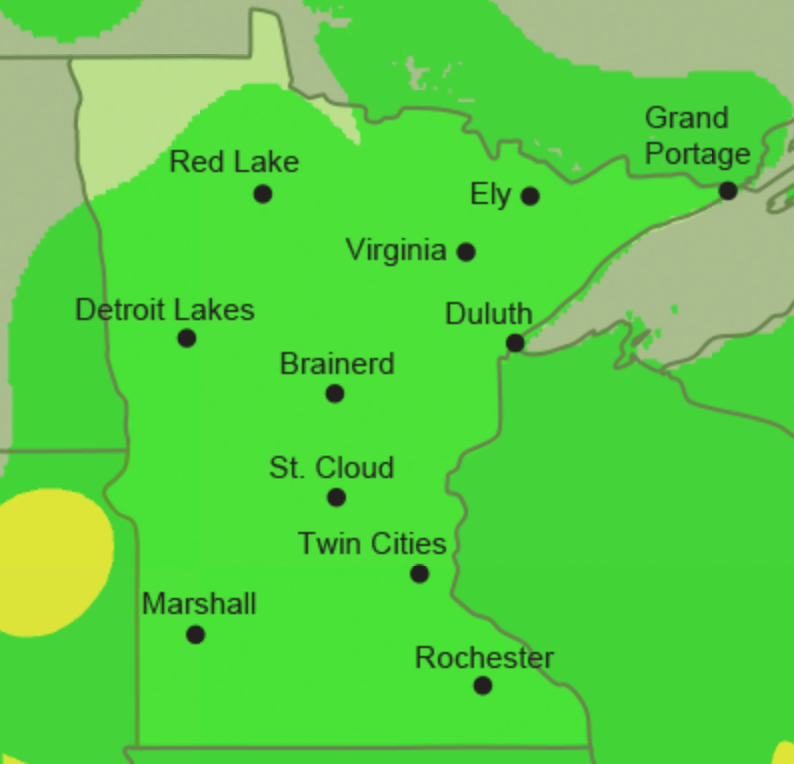 Grand
Portage
Red Lake
Ely
Virginia
Detroit Lakes
Duluth
Brainerd
St. Cloud
Twin Cities
Marshall
Rochester